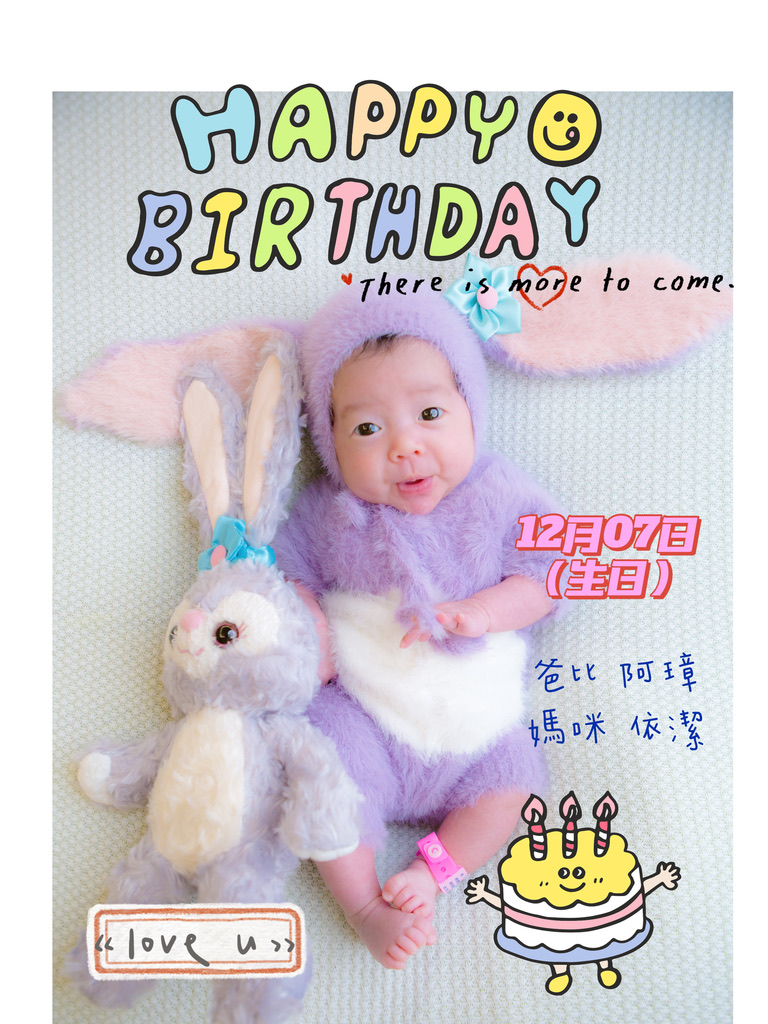 HAPPY
BIRTHDAY
There is more to come.
12月07日
(生日)
爸比 阿璋
媽咪 依潔
《love u》